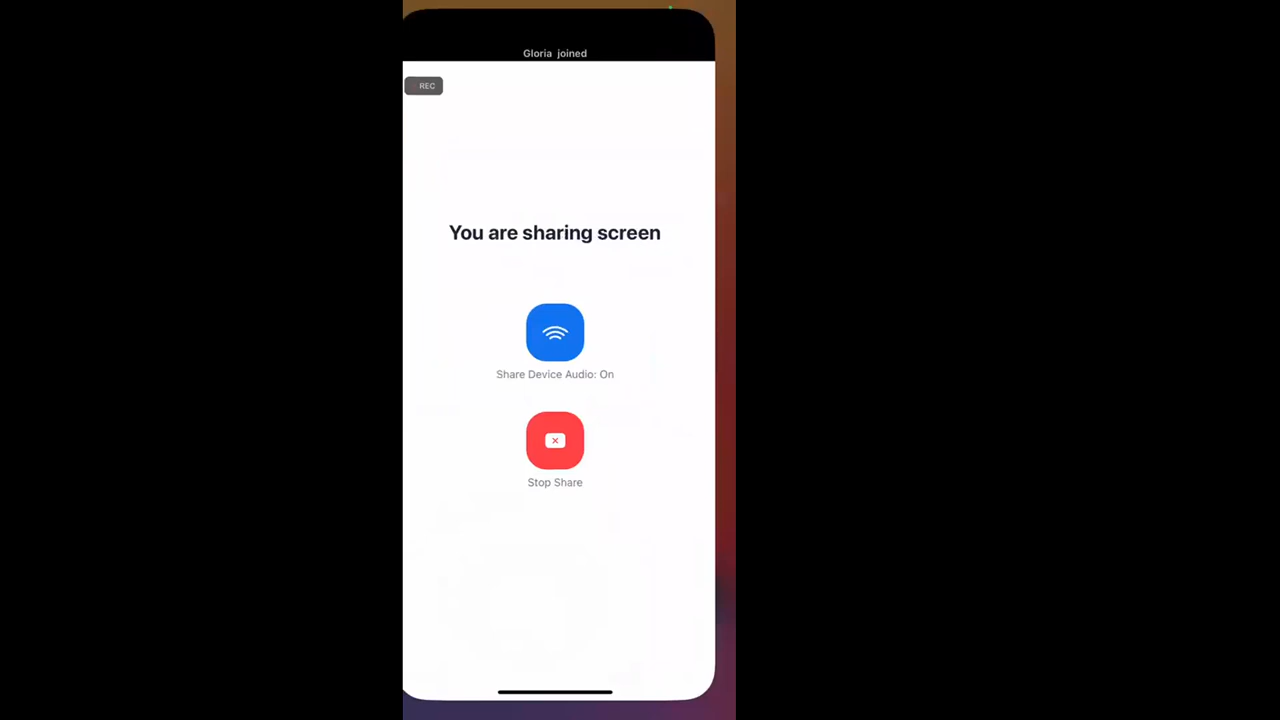 Gloria joined
REC
You are sharing screen
Share Device Audio: On
Stop Share